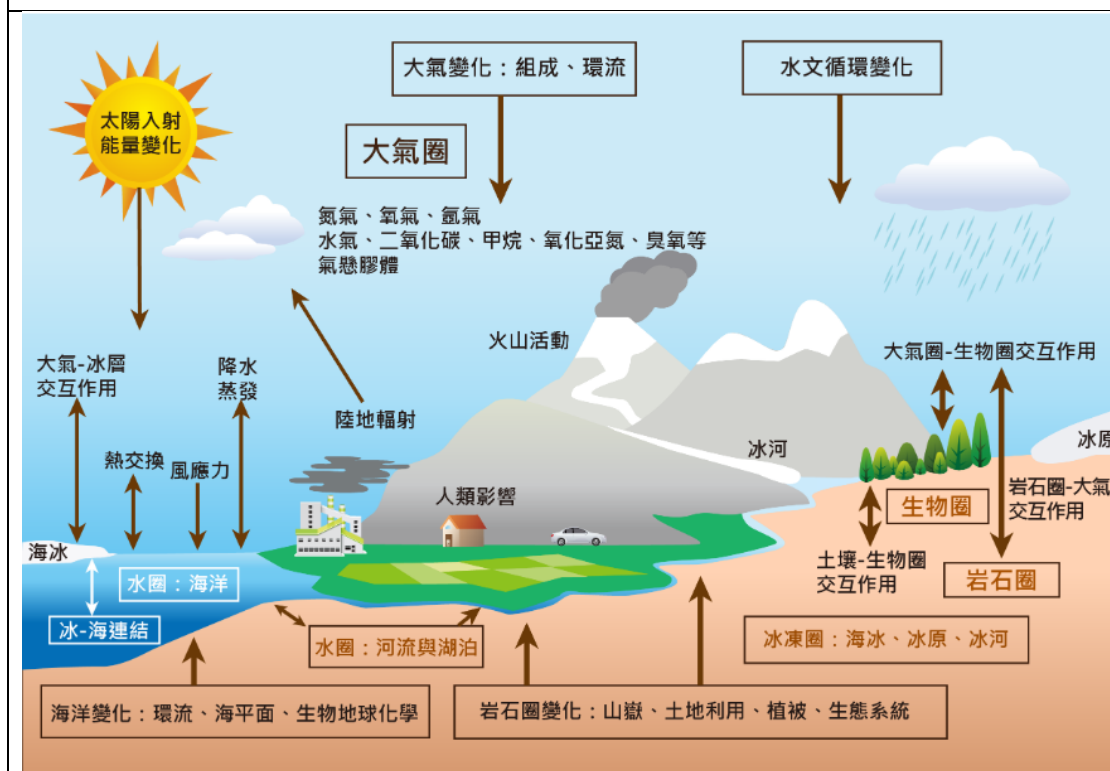 大氣變化：組成、環流
水文循環變化
太陽入射
能量變化
大氣圈
氮氣、氧氣、氬氣
水氣、二氧化碳、甲烷、氧化亞氮、臭氧等
氣懸膠體
火山活動
大氣圈-生物圈交互作用
大氣-冰層
交互作用
降水
蒸發
陸地輻射
冰河
冰原
熱交換
風應力
人類影響
生物圈
岩石圈-大氣
交互作用
海冰
水圈：海洋
土壤-生物圈
交互作用
岩石圈
冰-海連結
水圈：河流與湖泊
冰凍圈：海冰、冰原、冰河
海洋變化：環流、海平面、生物地球化學
岩石圈變化：山嶽、土地利用、植被、生態系統